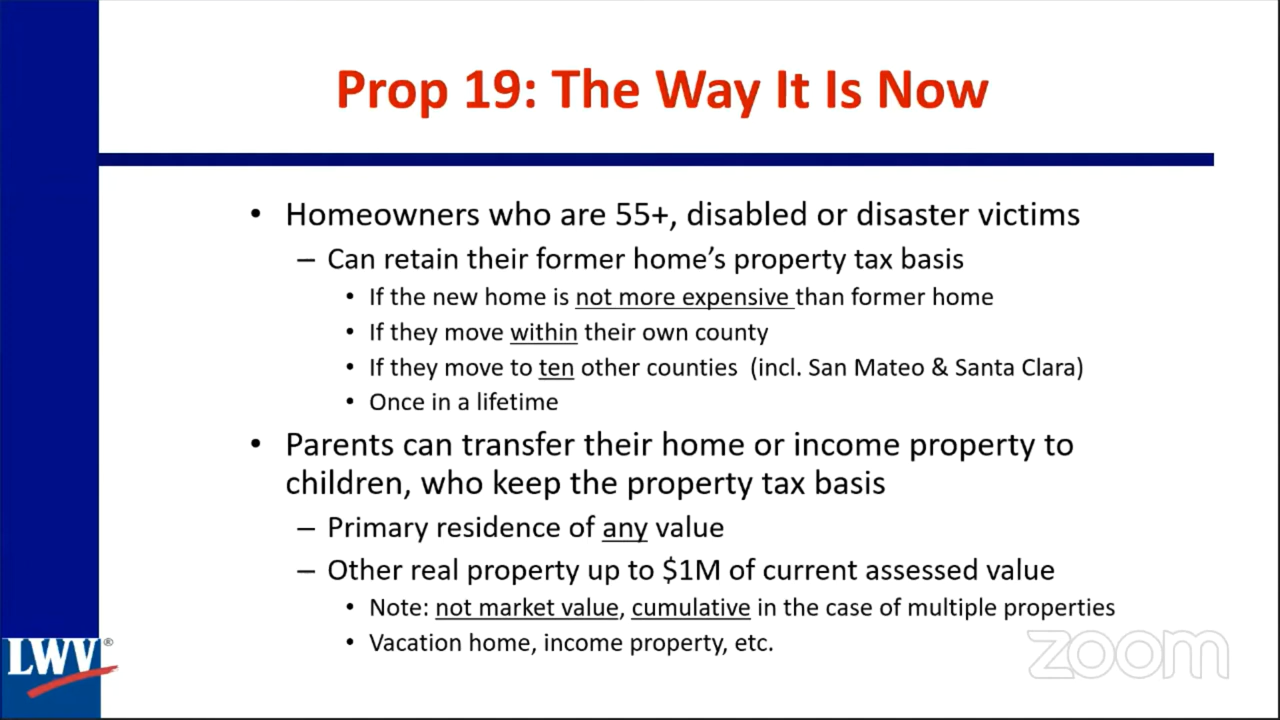 Prop 19: The Way It Is Now
• Homeowners who are 55+, disabled or disaster victims
– Can retain their former home's property tax basis
• If the new home is not more expensive than former home
• If they move within their own county
• If they move to ten other counties (incl. San Mateo & Santa Clara)
• Once in a lifetime
• Parents can transfer their home or income property to
children, who keep the property tax basis
– Primary residence of any value
– Other real property up to $1M of current assessed value
• Note: not market value, cumulative in the case of multiple properties
• Vacation home, income property, etc.
LWV®
zoom